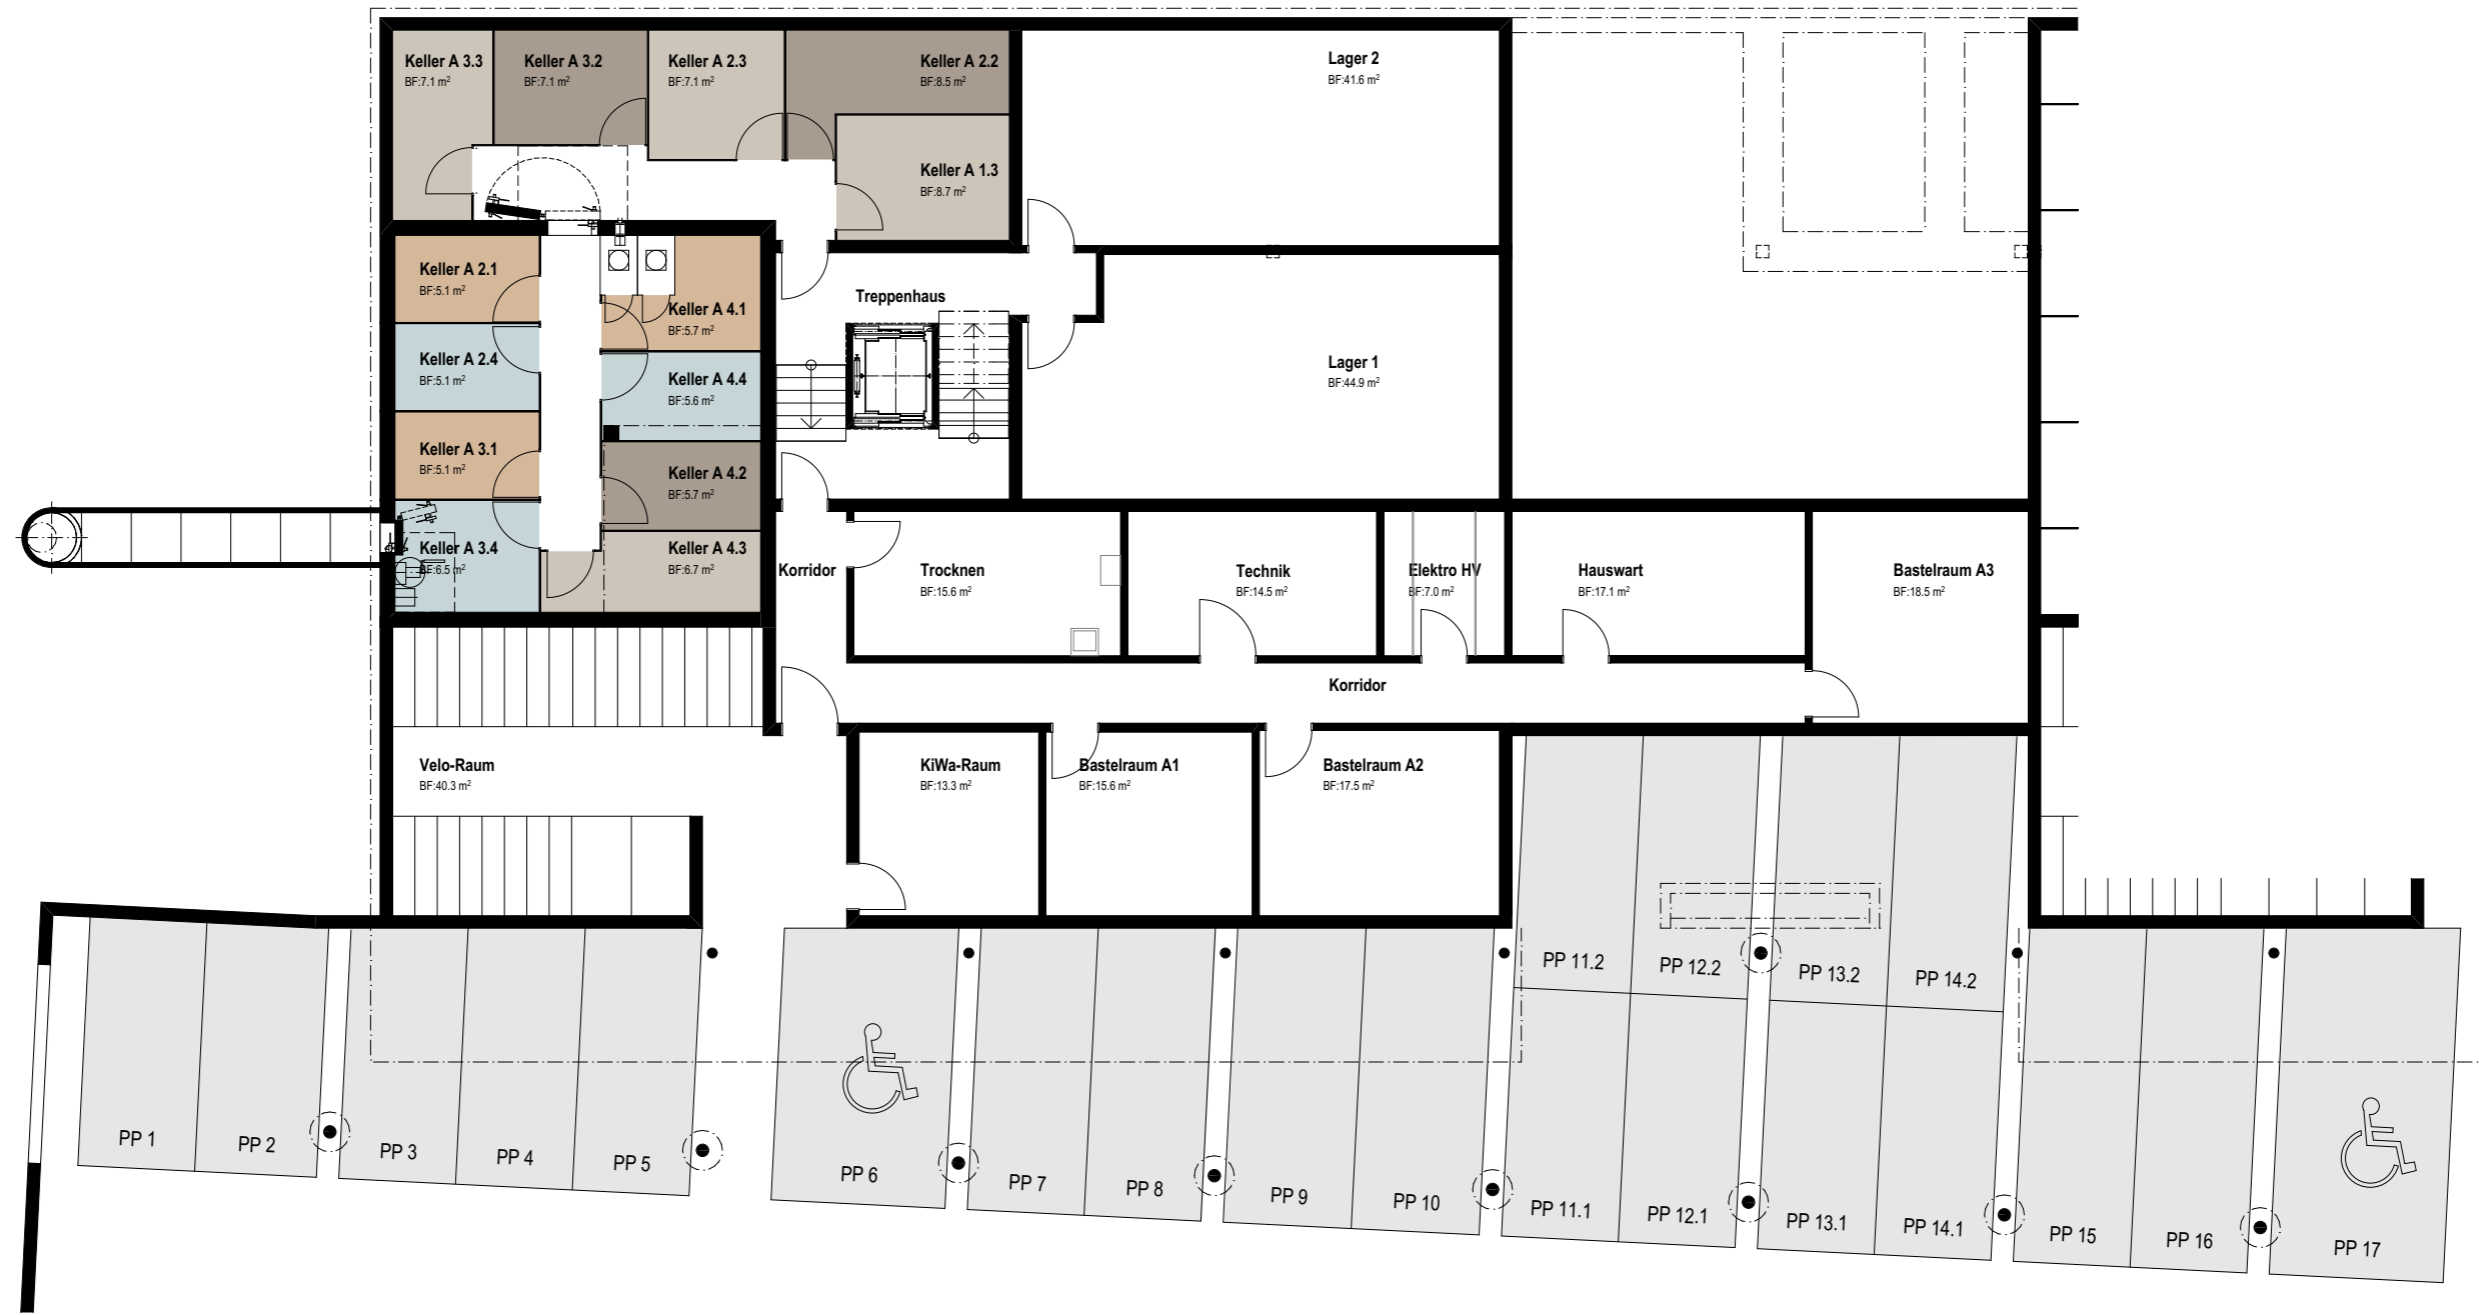 Keller A 3.3
BF:7.1 m²
Keller A 3.2
BF:7.1 m²
Keller A 2.3
BF:7.1 m²
Keller A 2.2
BF:8.5 m²
Lager 2
BF:41.6 m²
Keller A 1.3
BF:8.7 m²
Keller A 2.1
BF:5.1 m²
Keller A 4.1
BF:5.7 m²
Treppenhaus
Keller A 2.4
BF:5.1 m²
Keller A 4.4
BF:5.6 m²
Lager 1
BF:44.9 m²
Keller A 3.1
BF:5.1 m²
Keller A 4.2
BF:5.7 m²
Keller A 3.4
BF:6.5 m²
Keller A 4.3
BF:6.7 m²
Korridor
Trocknen
BF:15.6 m²
Technik
BF:14.5 m²
Elektro HV
BF:7.0 m²
Hauswart
BF:17.1 m²
Bastelraum A3
BF:18.5 m²
Korridor
Velo-Raum
BF:40.3 m²
KiWa-Raum
BF:13.3 m²
Bastelraum A1
BF:15.6 m²
Bastelraum A2
BF:17.5 m²
PP 11.2
PP 12.2
PP 13.2
PP 14.2
PP 1
PP 2
PP 3
PP 4
PP 5
PP 6
PP 7
PP 8
PP 9
PP 10
PP 11.1
PP 12.1
PP 13.1
PP 14.1
PP 15
PP 16
PP 17